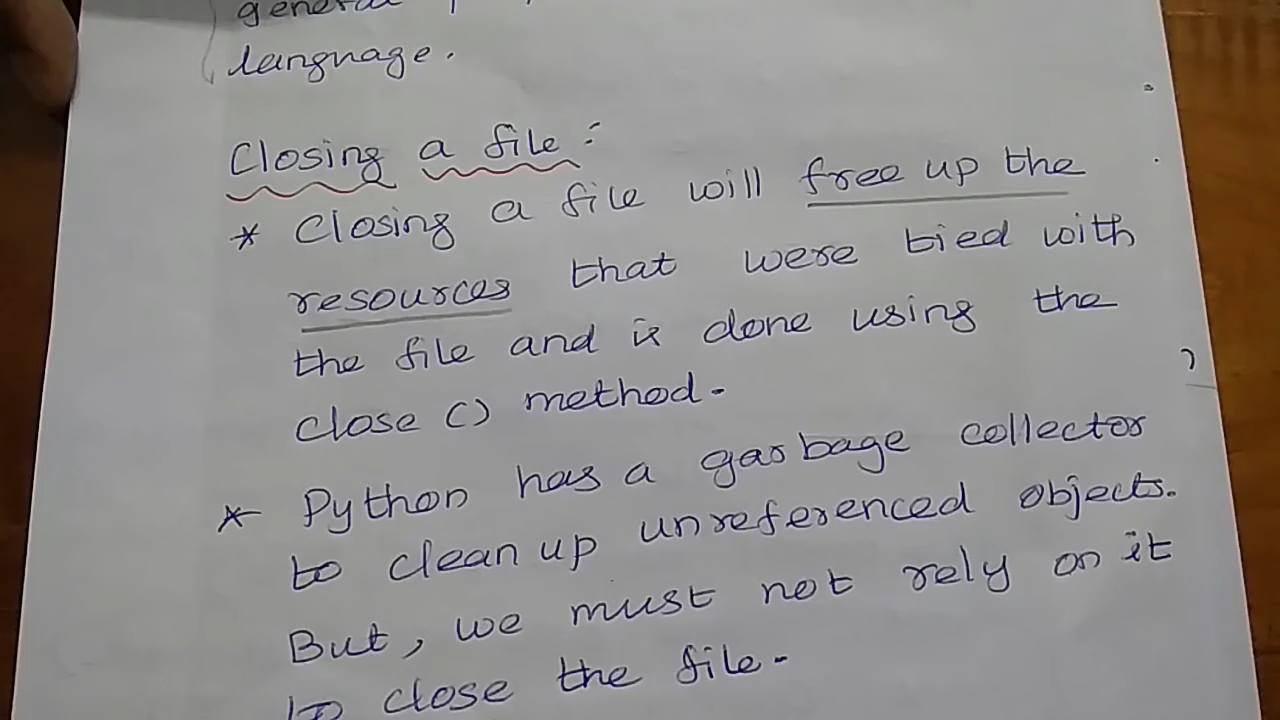 general
language.
Closing a file:
* Closing a file will free up the
resources that were tied with
the file and is done using the
close () method.
* Python has a garbage collector
to clean up unreferenced objects.
But, we must not rely on it
to close the file.